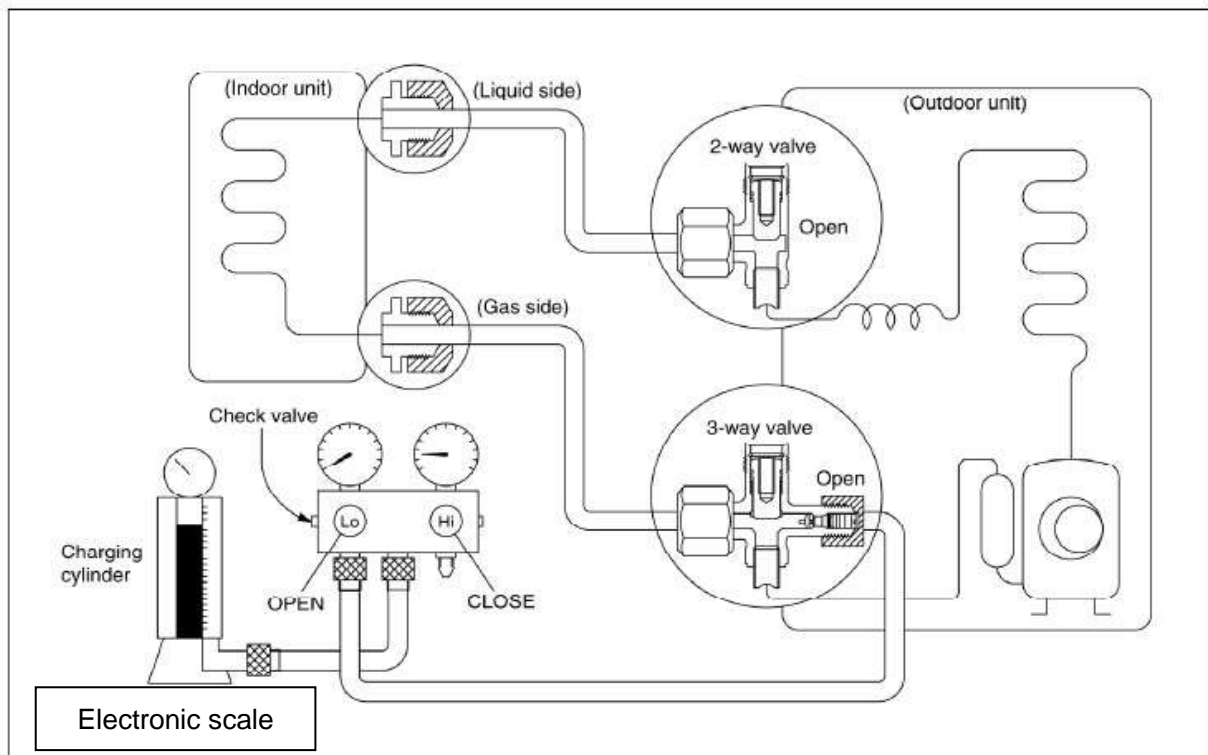 (Indoor unit)
(Liquid side)
(Outdoor unit)
2-way valve
Open
(Gas side)
Check valve
3-way valve
Open
Lo
Hi
Charging
cylinder
OPEN
CLOSE
Electronic scale